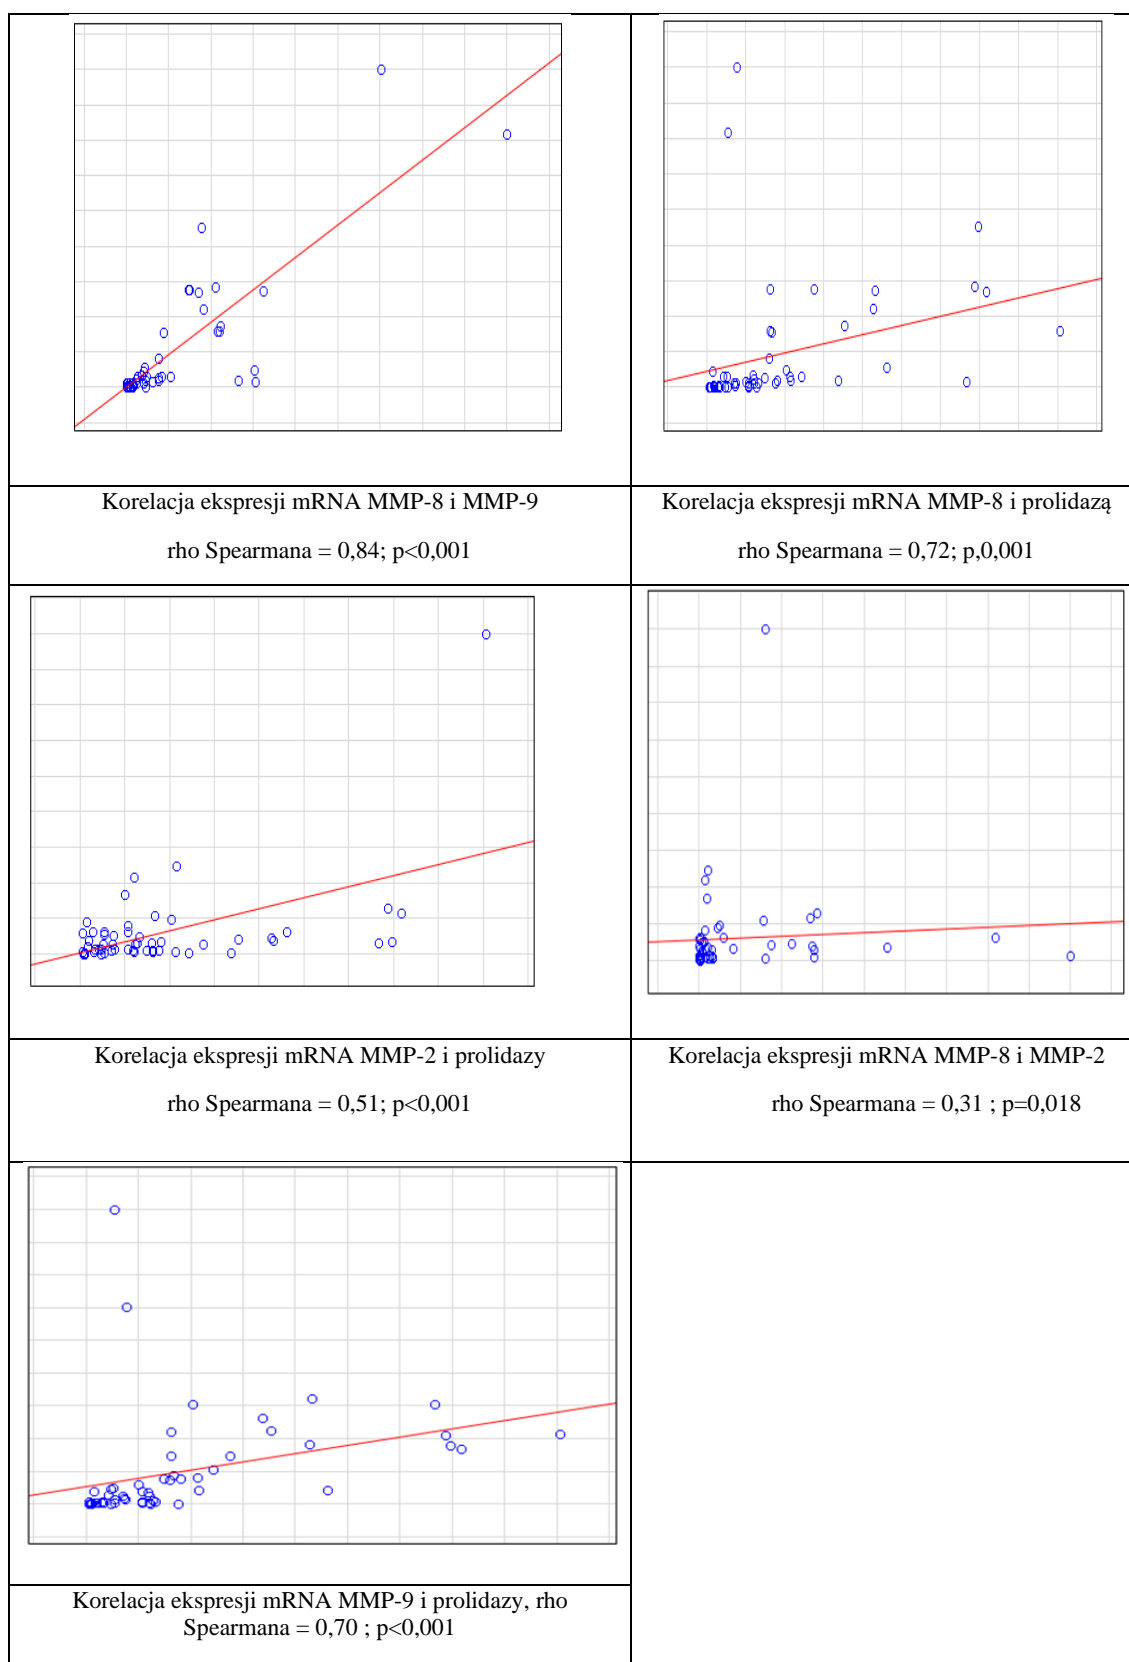 Korelacja ekspresji mRNA MMP-8 i MMP-9
rho Spearmana = 0,84; p<0,001
Korelacja ekspresji mRNA MMP-8 i prolidazą
rho Spearmana = 0,72; p,0,001
Korelacja ekspresji mRNA MMP-2 i prolidazy
rho Spearmana = 0,51; p<0,001
Korelacja ekspresji mRNA MMP-8 i MMP-2
rho Spearmana = 0,31 ; p=0,018
Korelacja ekspresji mRNA MMP-9 i prolidazy, rho
Spearmana = 0,70 ; p<0,001